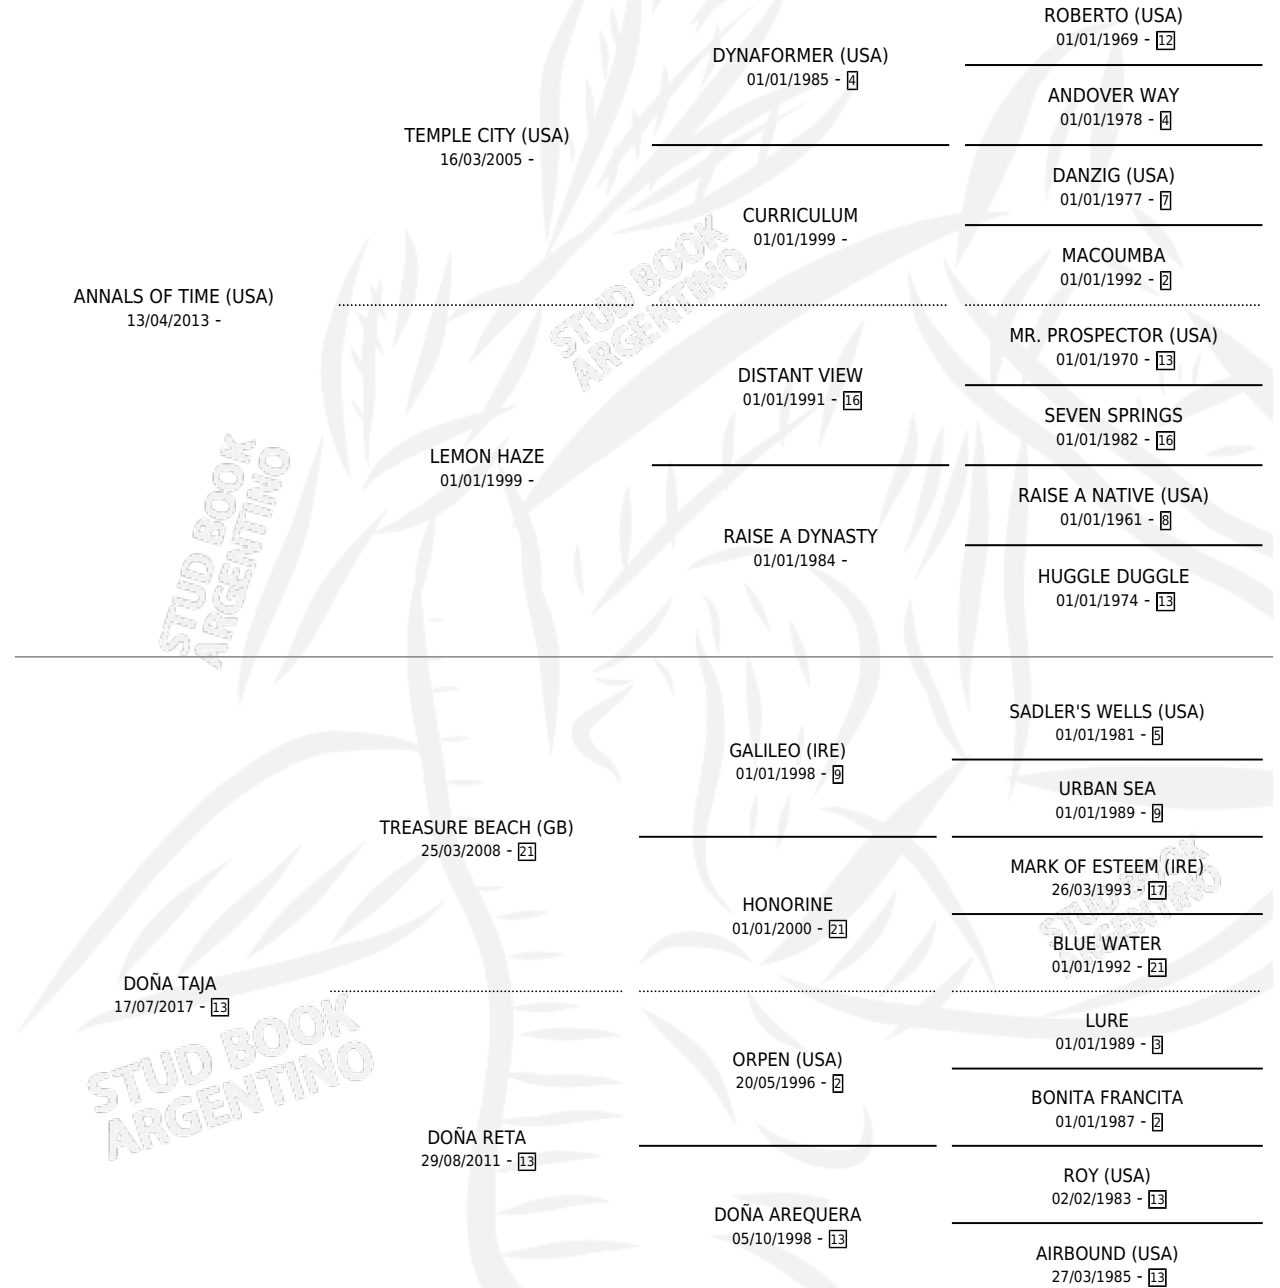 ROBERTO (USA)
01/01/1969 - 12
DYNAFORMER (USA)
01/01/1985 - 4
ANDOVER WAY
01/01/1978 - 4
TEMPLE CITY (USA)
16/03/2005 -
DANZIG (USA)
01/01/1977 - 7
CURRICULUM
01/01/1999 -
MACOUMBA
01/01/1992 - 2
ANNALS OF TIME (USA)
13/04/2013 -
STUD BOOK
ARGENTINO
MR. PROSPECTOR (USA)
01/01/1970 - 13
DISTANT VIEW
01/01/1991 - 16
SEVEN SPRINGS
01/01/1982 - 16
LEMON HAZE
01/01/1999 -
RAISE A NATIVE (USA)
01/01/1961 - 8
RAISE A DYNASTY
01/01/1984 -
HUGGLE DUGGLE
01/01/1974 - 13
STUD BOOK
ARGENTINO
SADLER'S WELLS (USA)
01/01/1981 - 5
GALILEO (IRE)
01/01/1998 - 9
URBAN SEA
01/01/1989 - 9
TREASURE BEACH (GB)
25/03/2008 - 21
MARK OF ESTEEM (IRE)
26/03/1993 - 17
HONORINE
01/01/2000 - 21
BLUE WATER
01/01/1992 - 21
STUD BOOK
ARGENTINO
DOÑA TAJA
17/07/2017 - 13
LURE
01/01/1989 - 3
ORPEN (USA)
20/05/1996 - 2
BONITA FRANCITA
01/01/1987 - 2
STUD BOOK
ARGENTINO
DOÑA RETA
29/08/2011 - 13
ROY (USA)
02/02/1983 - 13
DOÑA AREQUERA
05/10/1998 - 13
AIRBOUND (USA)
27/03/1985 - 13